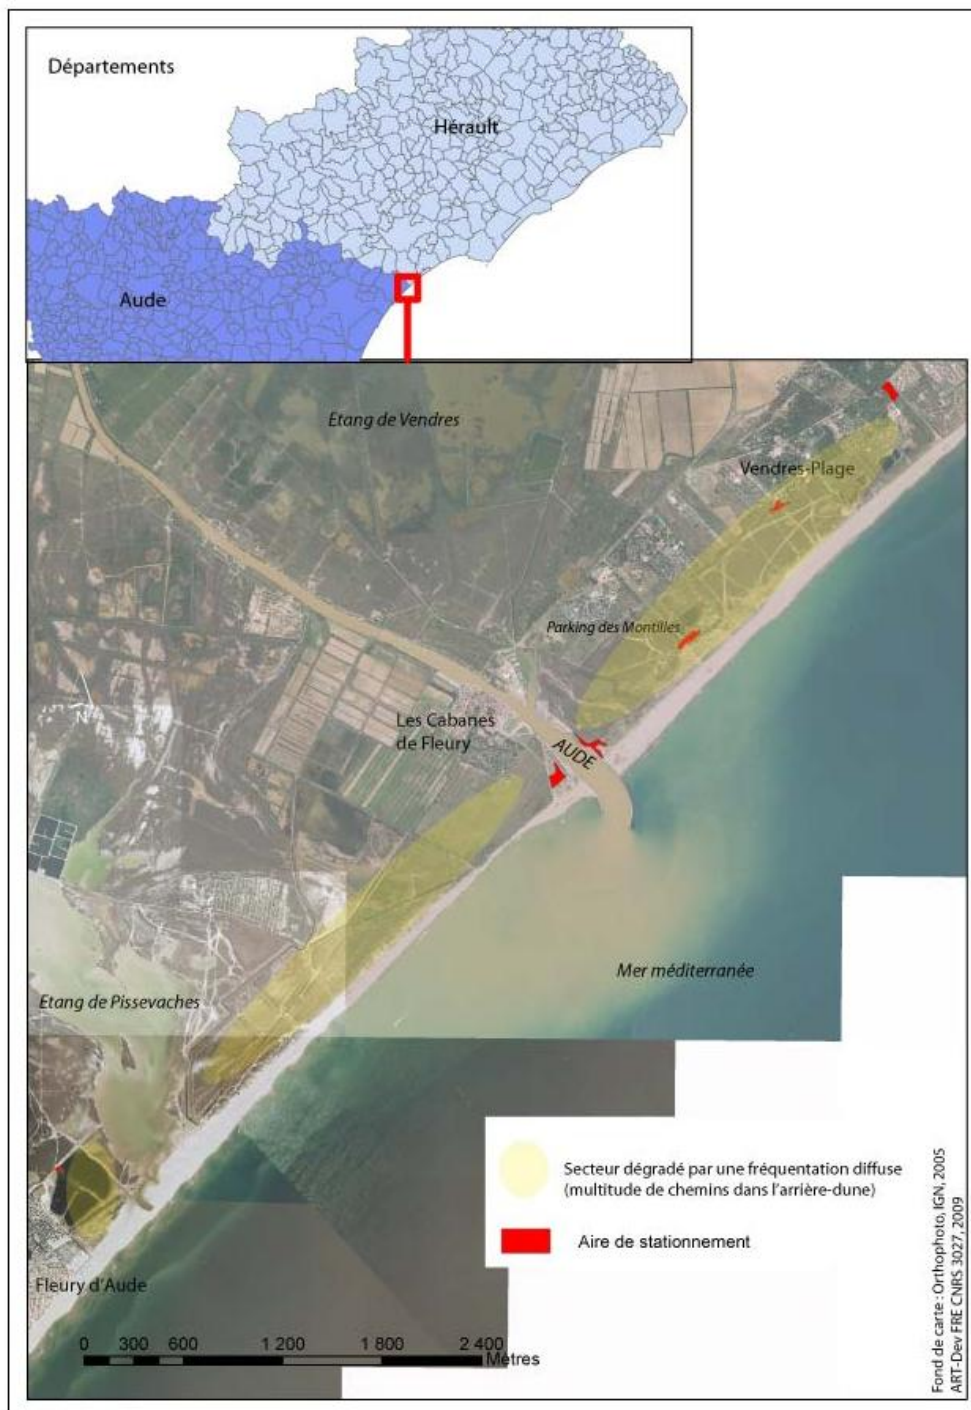 Départements
Hérault
Aude
Etang de Vendres
Vendres-Plage
Parking des Montilles
N
Les Cabanes
de Fleury
AUDE
Mer méditerranée
Etang de Pissevaches
Secteur dégradé par une fréquentation diffuse
(multitude de chemins dans l'arrière-dune)
Aire de stationnement
Fleury d'Aude
0 300 600 1 200 1 800 2 400
Mètres
Fond de carte : Orthophoto, IGN, 2005
ART-Dev FRE CNRS 3027, 2009